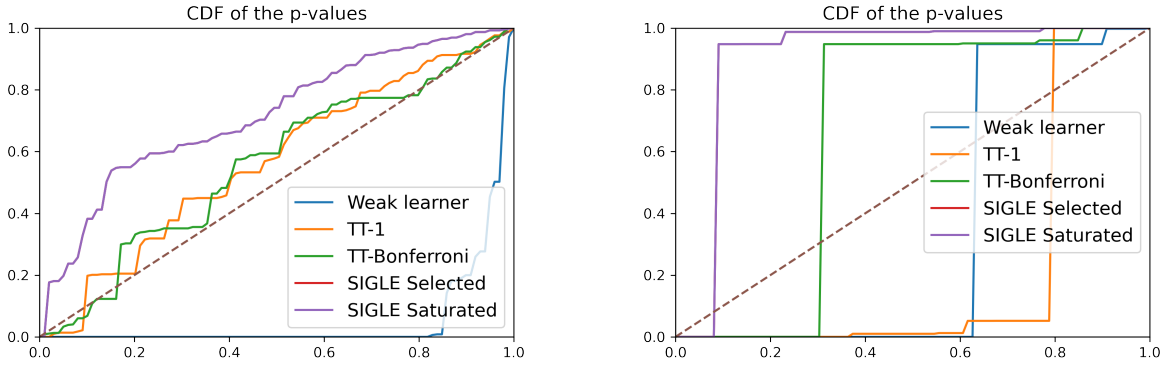 CDF of the p-values
1.0
0.8
0.6
0.4
0.2
0.0
0.0
0.2
0.4
0.6
0.8
1.0
Weak learner
TT-1
TT-Bonferroni
SIGLE Selected
SIGLE Saturated
CDF of the p-values
1.0
0.8
0.6
0.4
0.2
0.0
0.0
0.2
0.4
0.6
0.8
1.0
Weak learner
TT-1
TT-Bonferroni
SIGLE Selected
SIGLE Saturated